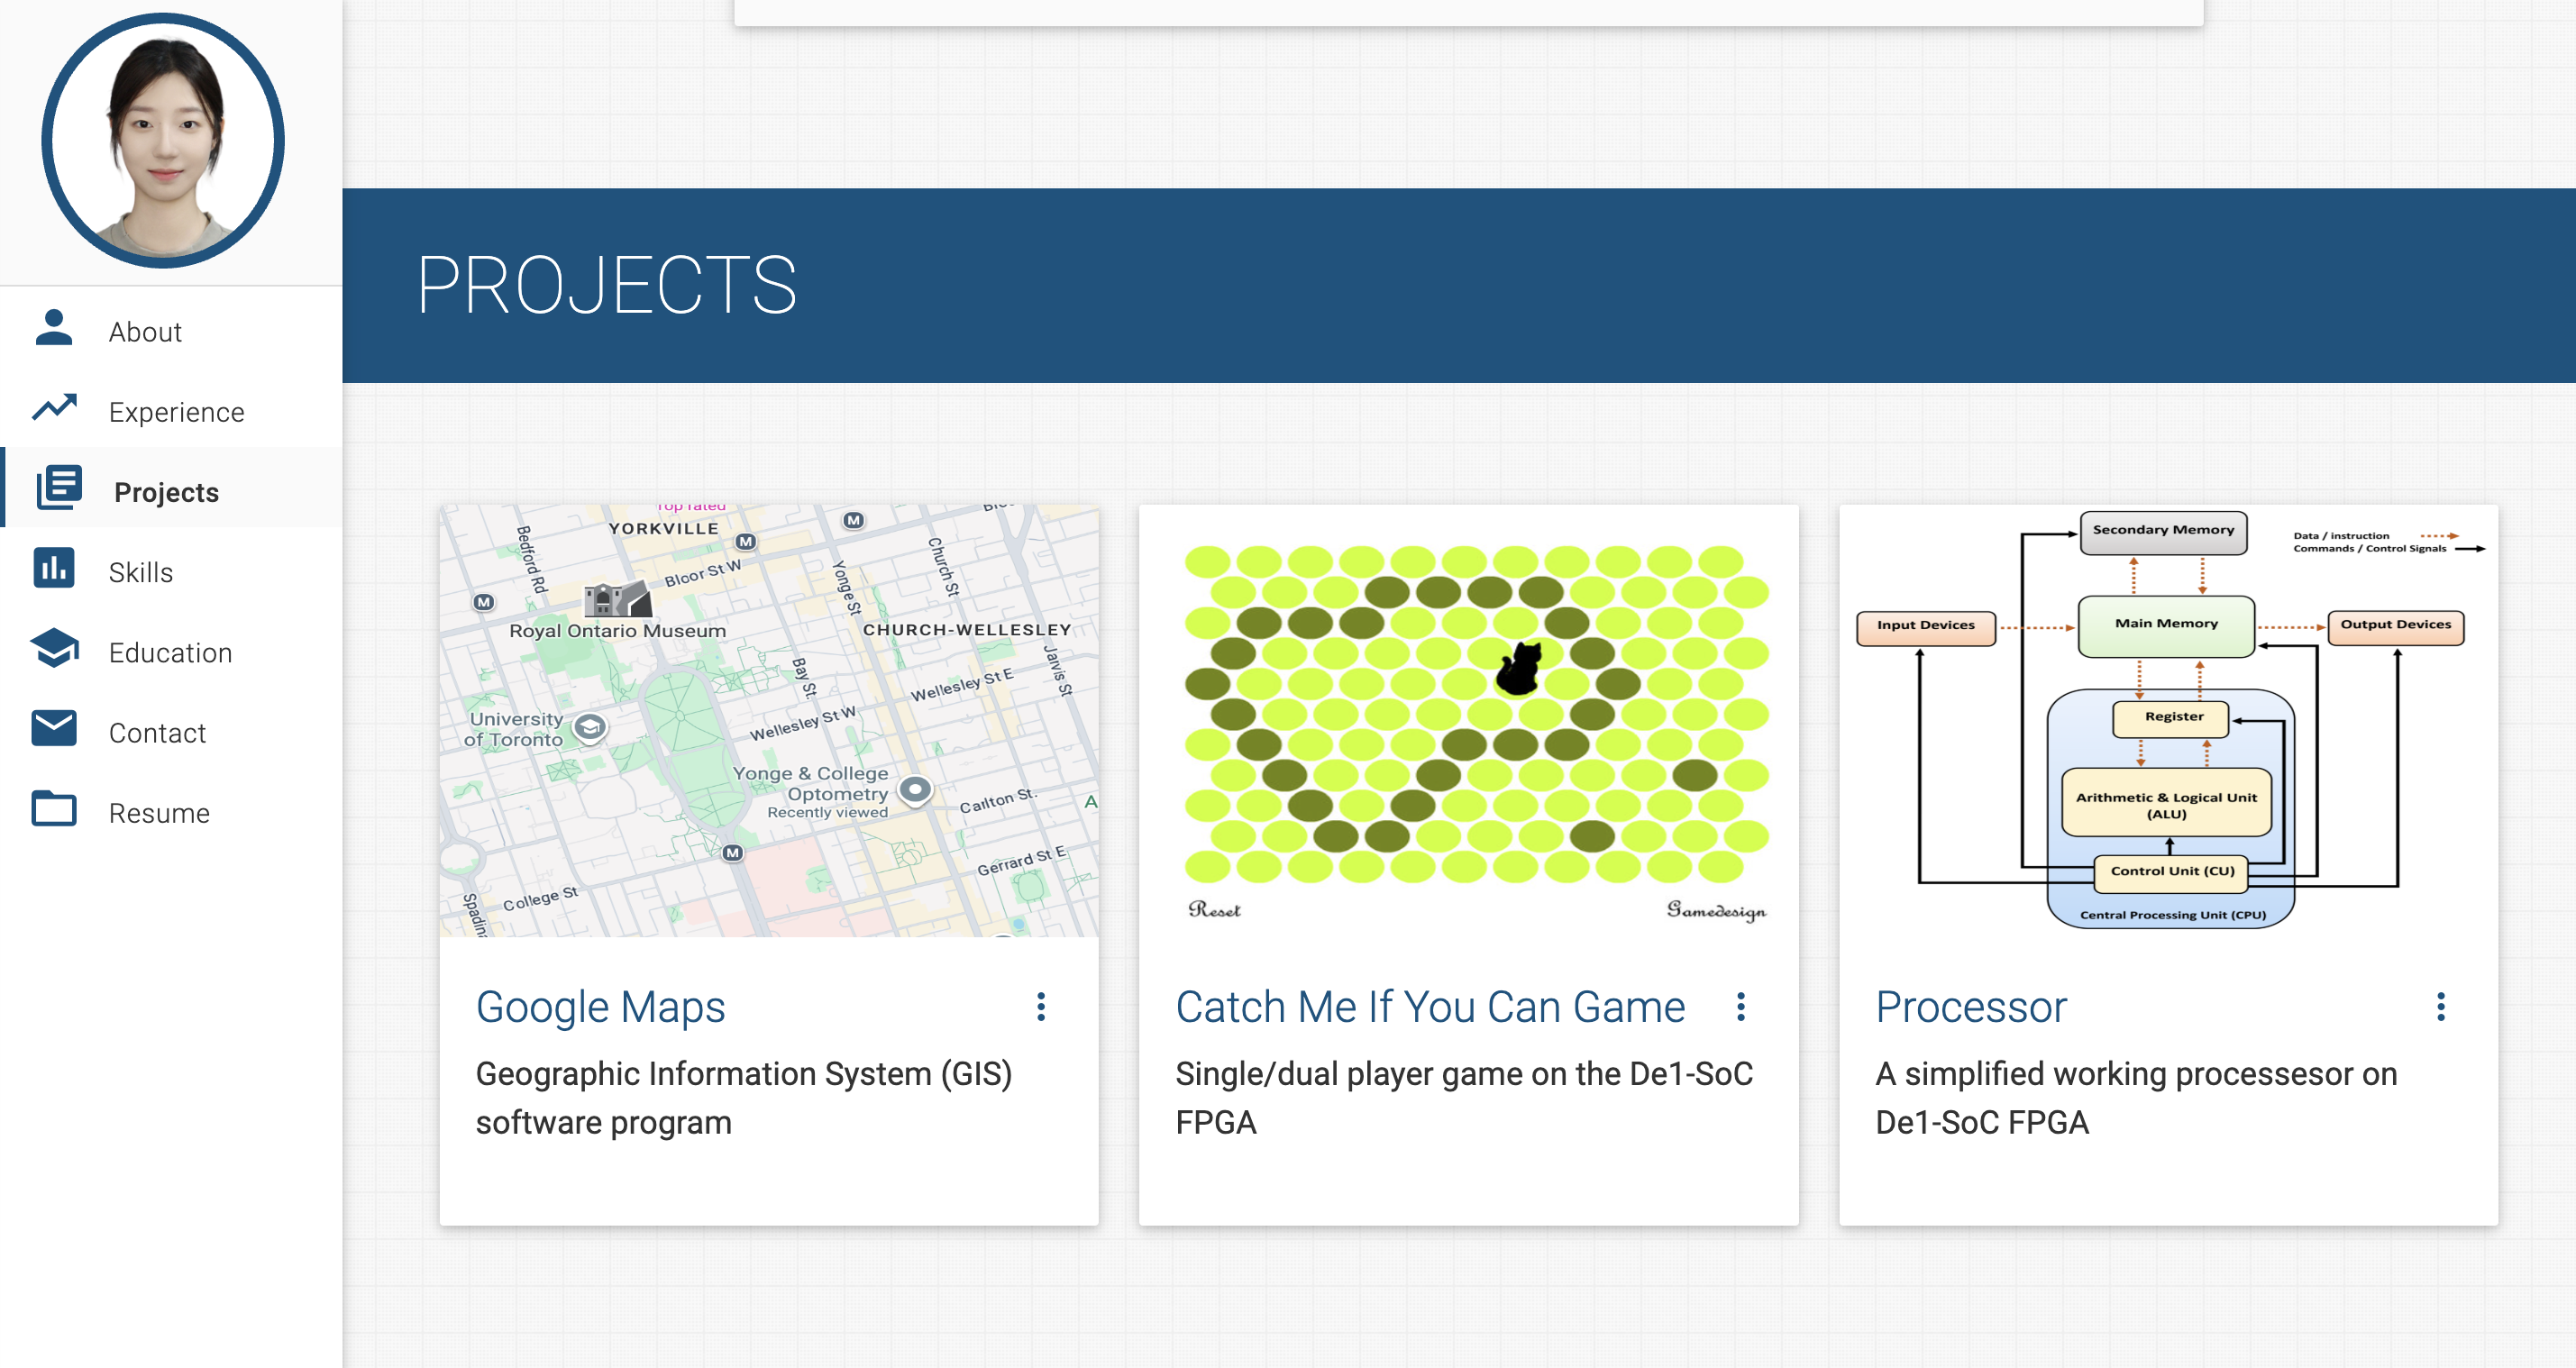 About
Experience
Projects
Skills
Education
Contact
Resume
PROJECTS
Top rated
YORKVILLE
Bedford Rd
Bloor St W
Yonge St
Church St
Royal Ontario Museum
CHURCH-WELLESLEY
Jarvis St
Bay St.
Wellesley St E
University
of Toronto
Wellesley St W
Yonge & College
Optometry
Recently viewed
Carlton St.
A
Gerrard St E
College St
M
M
M
M
Google Maps
Geographic Information System (GIS)
software program
Reset
Gamedesign
Catch Me If You Can Game
Single/dual player game on the De1-SoC
FPGA
Secondary Memory
Data / instruction
Commands / Control Signals
Input Devices
Main Memory
Output Devices
Register
Arithmetic & Logical Unit
(ALU)
Control Unit (CU)
Central Processing Unit (CPU)
Processor
A simplified working processesor on
De1-SoC FPGA